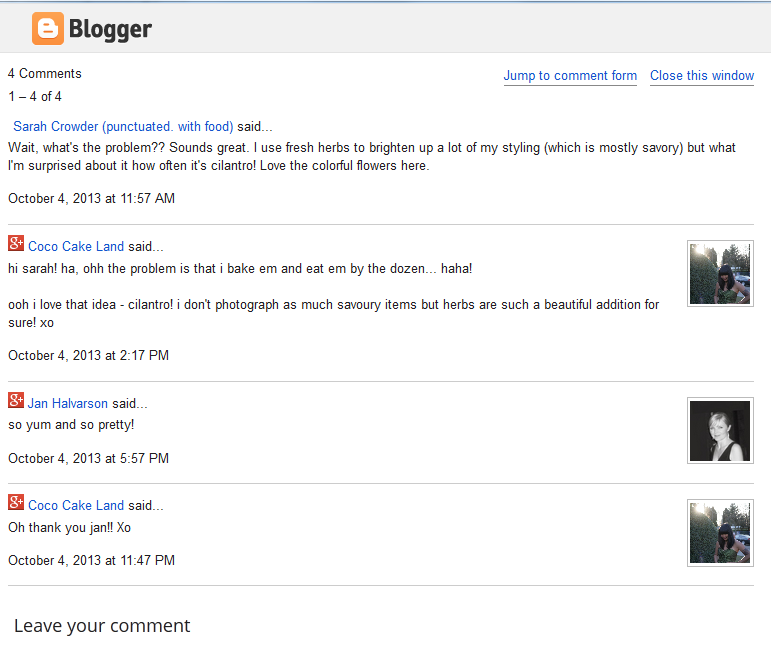 Blogger
4 Comments
Jump to comment form Close this window
1 – 4 of 4
Sarah Crowder (punctuated. with food) said...
Wait, what's the problem?? Sounds great. I use fresh herbs to brighten up a lot of my styling (which is mostly savory) but what
I'm surprised about it how often it's cilantro! Love the colorful flowers here.
October 4, 2013 at 11:57 AM
g+ Coco Cake Land said...
hi sarah! ha, ohh the problem is that i bake em and eat em by the dozen... haha!
ooh i love that idea - cilantro! i don't photograph as much savoury items but herbs are such a beautiful addition for
sure! xo
October 4, 2013 at 2:17 PM
g+ Jan Halvarson said...
so yum and so pretty!
October 4, 2013 at 5:57 PM
g+ Coco Cake Land said...
Oh thank you jan!! Xo
October 4, 2013 at 11:47 PM
Leave your comment